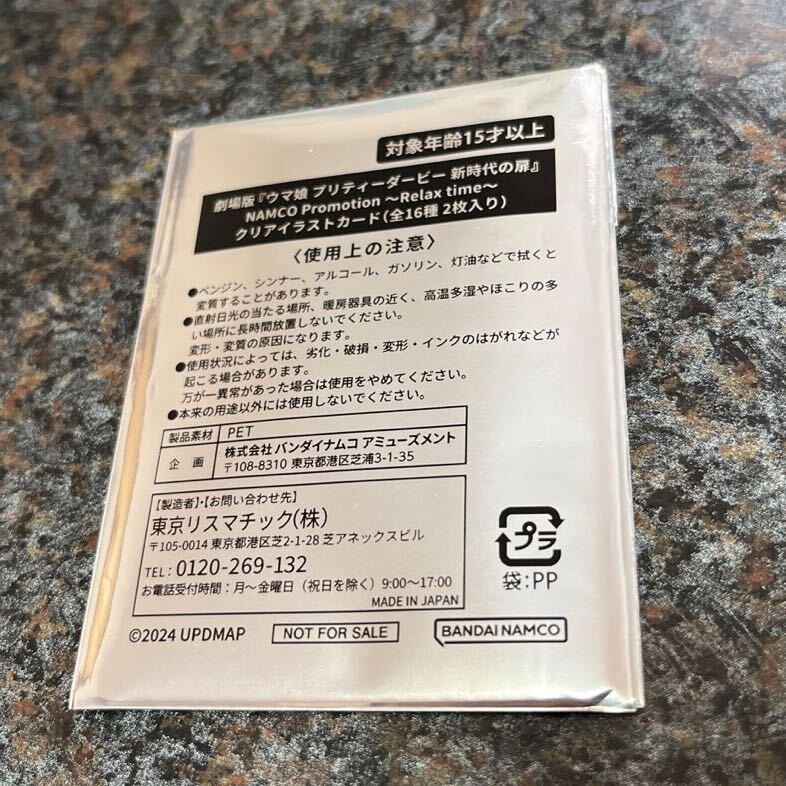 対象年齢15才以上
劇場版『ウマ娘 プリティーダービー 新時代の扉』
NAMCO Promotion ～Relax time～
クリアイラストカード(全16種 2枚入り)
〈使用上の注意〉
●ベンジン、シンナー、アルコール、ガソリン、灯油などで拭くと
変質することがあります。
●直射日光の当たる場所、暖房器具の近く、高温多湿やほこりの多
い場所に長時間放置しないでください。
変形・変質の原因になります。
●使用状況によっては、劣化・破損・変形・インクのはがれなどが
起こる場合があります。
万が一異常があった場合は使用をやめてください。
●本来の用途以外には使用しないでください。
製品素材 PET
企 画 株式会社 バンダイナムコ アミューズメント
〒108-8310 東京都港区芝浦3-1-35
【製造者】・【お問い合わせ先】
東京リスマチック(株)
〒105-0014 東京都港区芝2-1-28 芝アネックスビル
TEL：0120-269-132
お電話受付時間：月～金曜日（祝日を除く）9:00～17:00
MADE IN JAPAN
プラ
袋：PP
©2024 UPDMAP NOT FOR SALE BANDAI NAMCO